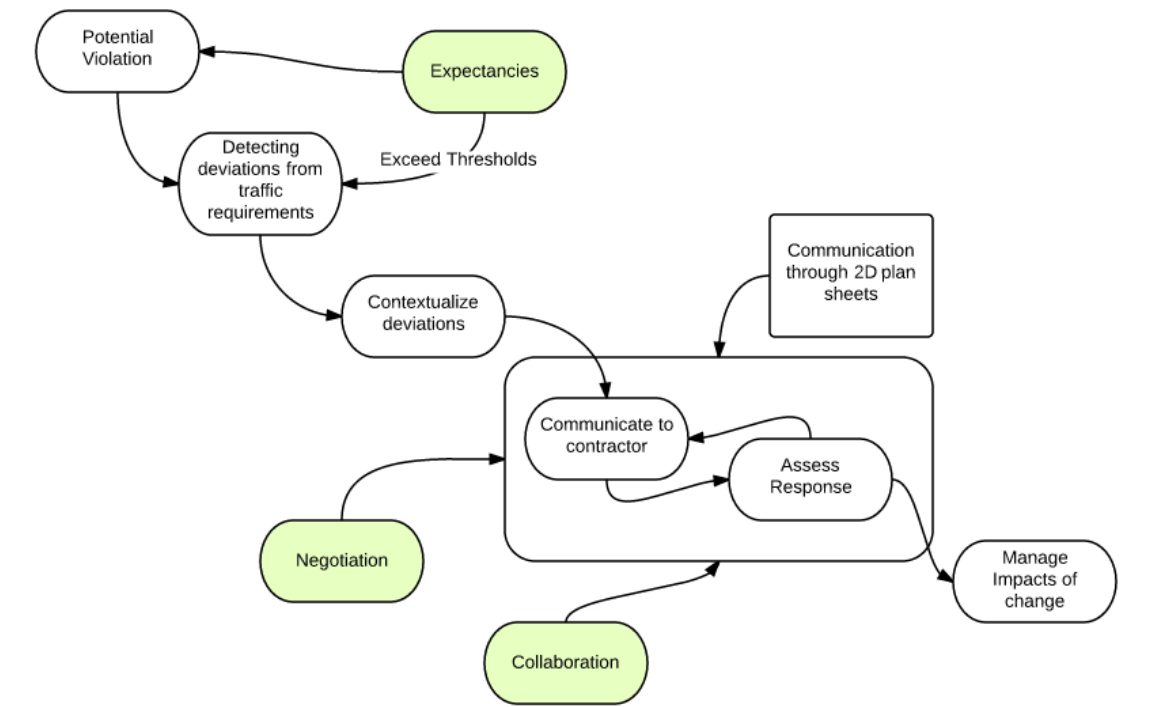 Potential
Violation
Expectancies
Exceed Thresholds
Detecting
deviations from
traffic
requirements
Communication
through 2D plan
sheets
Contextualize
deviations
Communicate to
contractor
Assess
Response
Negotiation
Manage
Impacts of
change
Collaboration